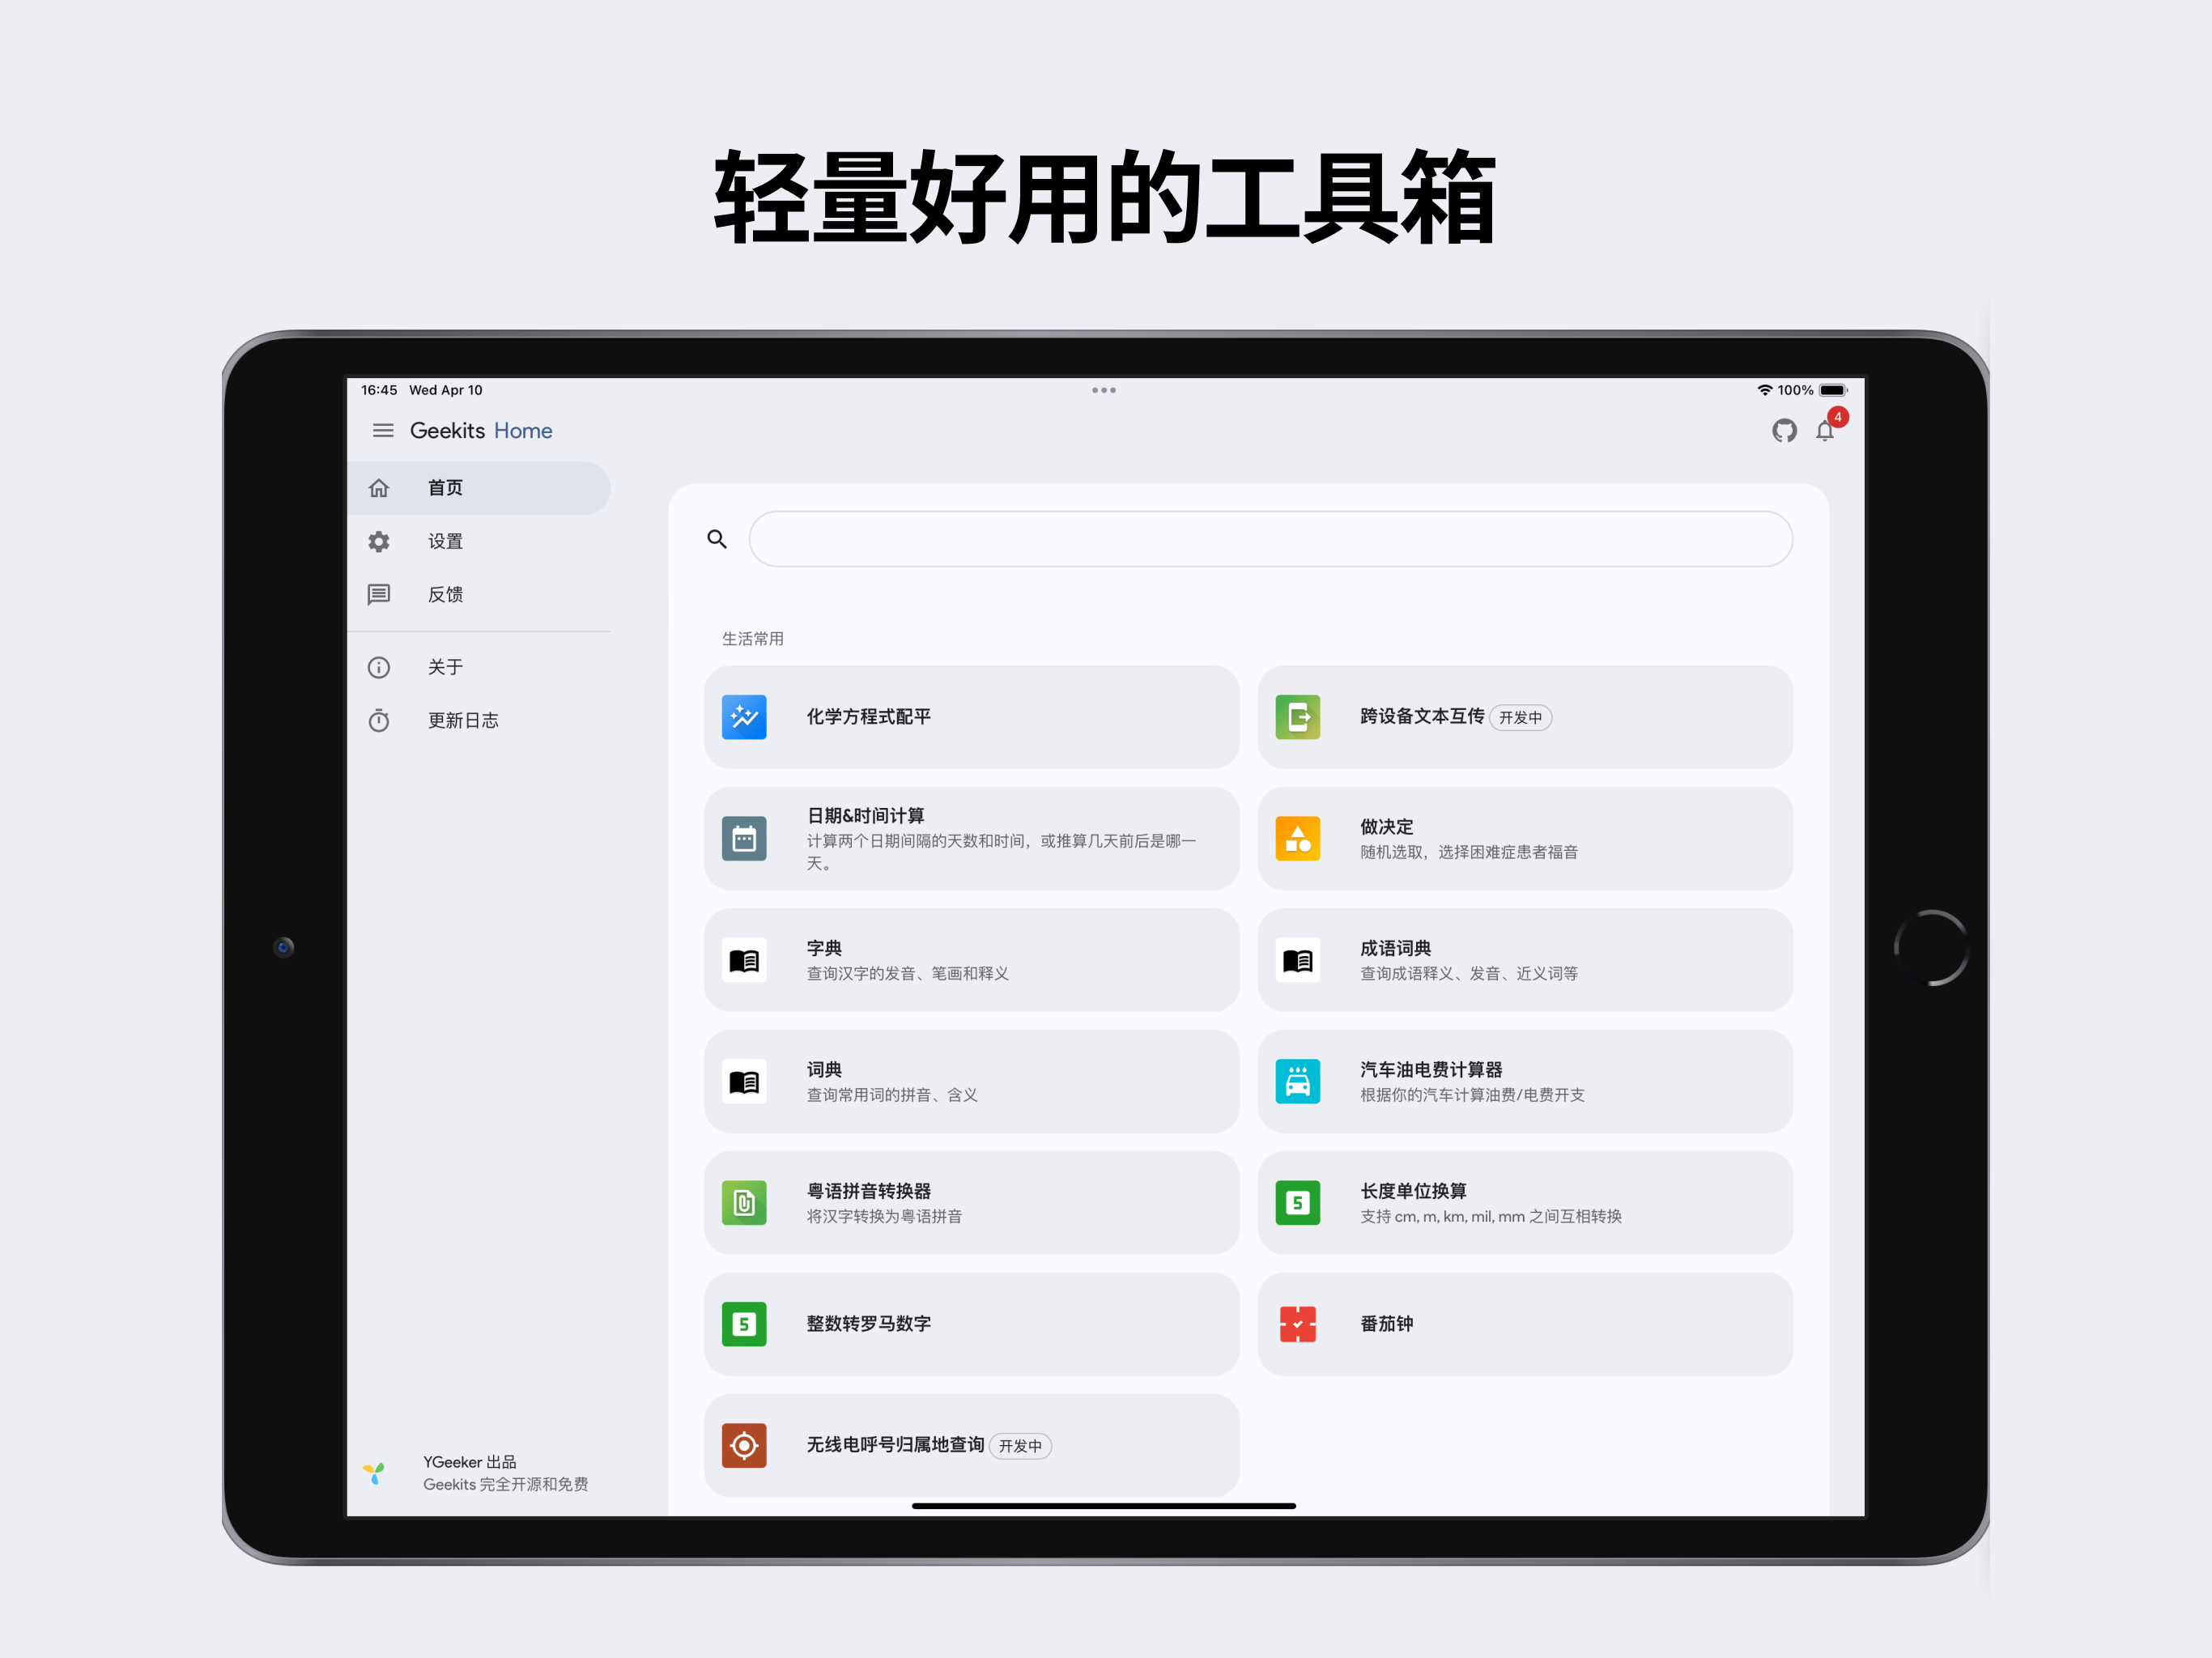 轻量好用的工具箱
16:45 Wed Apr 10
100%
Geekits Home
4
首页
设置
反馈
关于
更新日志
生活常用
化学方程式配平
跨设备文本互传 开发中
日期&时间计算
计算两个日期间隔的天数和时间，或推算几天前后是哪一
天。
做决定
随机选取，选择困难症患者福音
字典
查询汉字的发音、笔画和释义
成语词典
查询成语释义、发音、近义词等
词典
查询常用词的拼音、含义
汽车油电费计算器
根据你的汽车计算油费/电费开支
粤语拼音转换器
将汉字转换为粤语拼音
5
长度单位换算
支持 cm, m, km, mil, mm 之间互相转换
5
整数转罗马数字
番茄钟
无线电呼号归属地查询 开发中
YGeeker 出品
Geekits 完全开源和免费